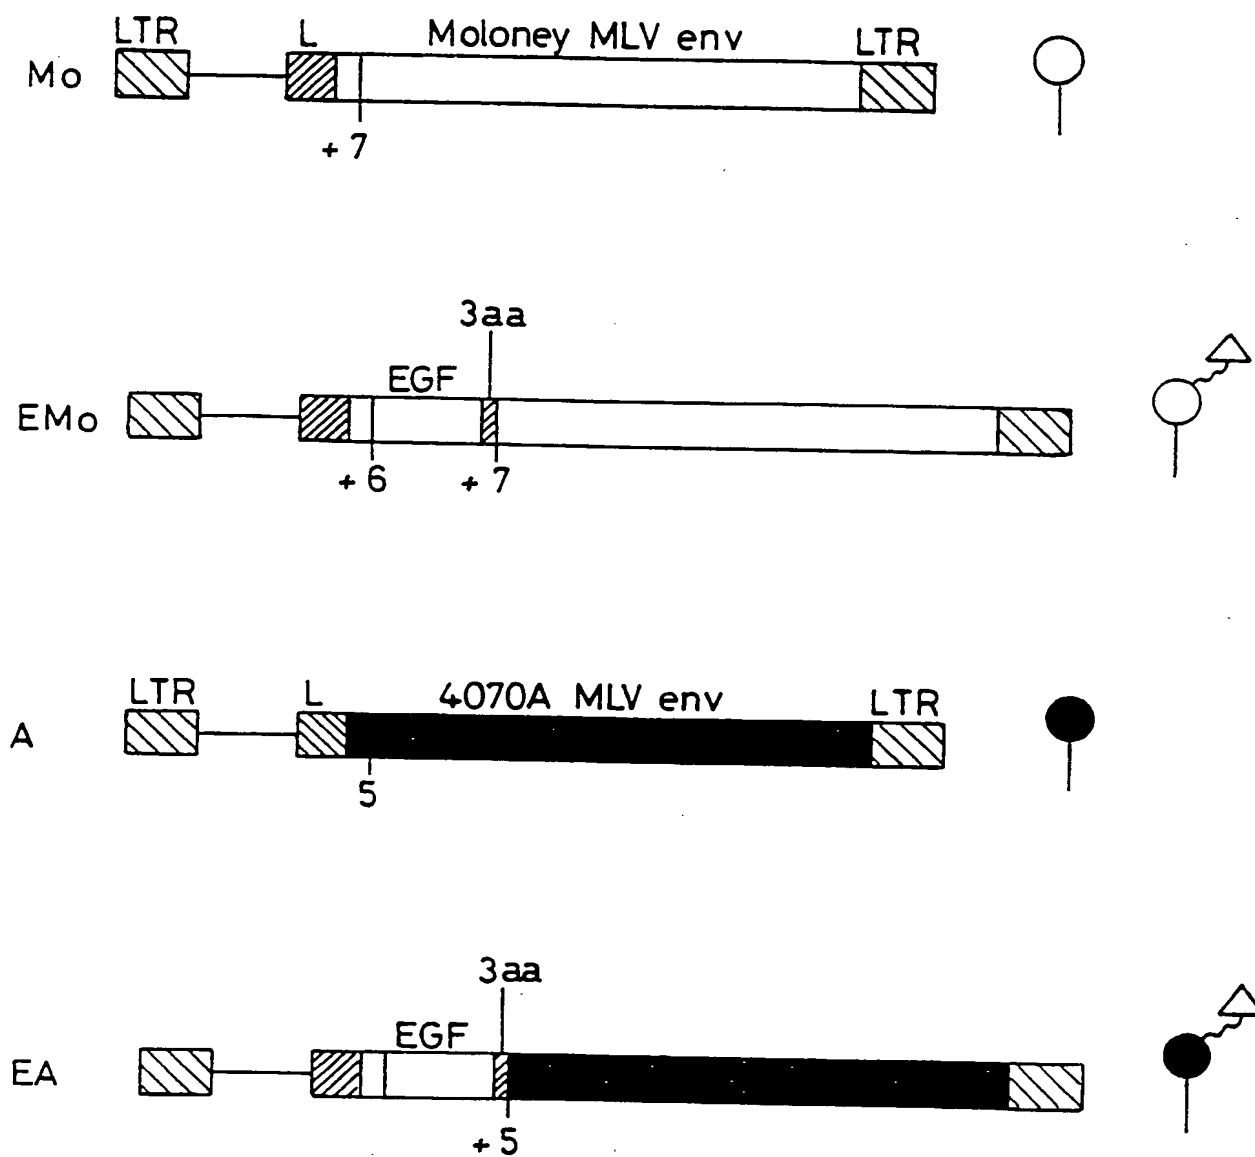 LTR L Moloney MLV env LTR
Mo
+ 7
3aa
EGF
EMo
+ 6 + 7
LTR L 4070A MLV env LTR
A
5
3aa
EGF
EA
+ 5